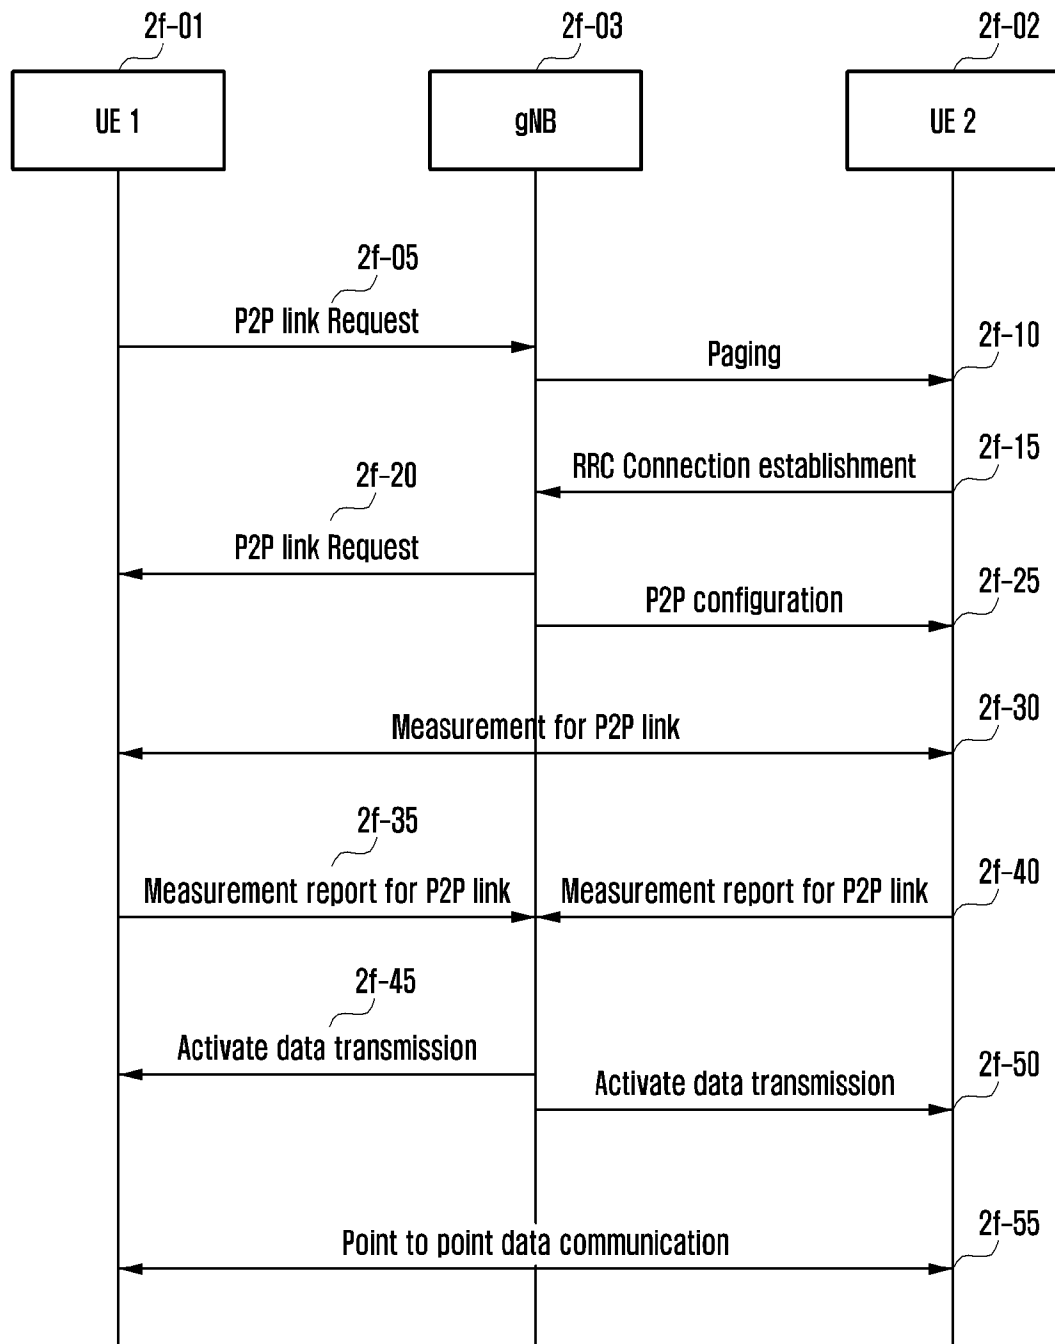 2f-01
2f-03
2f-02
UE 1
gNB
UE 2
2f-05
P2P link Request
2f-10
Paging
2f-15
RRC Connection establishment
2f-20
P2P link Request
2f-25
P2P configuration
2f-30
Measurement for P2P link
2f-35
Measurement report for P2P link
2f-40
Measurement report for P2P link
2f-45
Activate data transmission
2f-50
Activate data transmission
2f-55
Point to point data communication